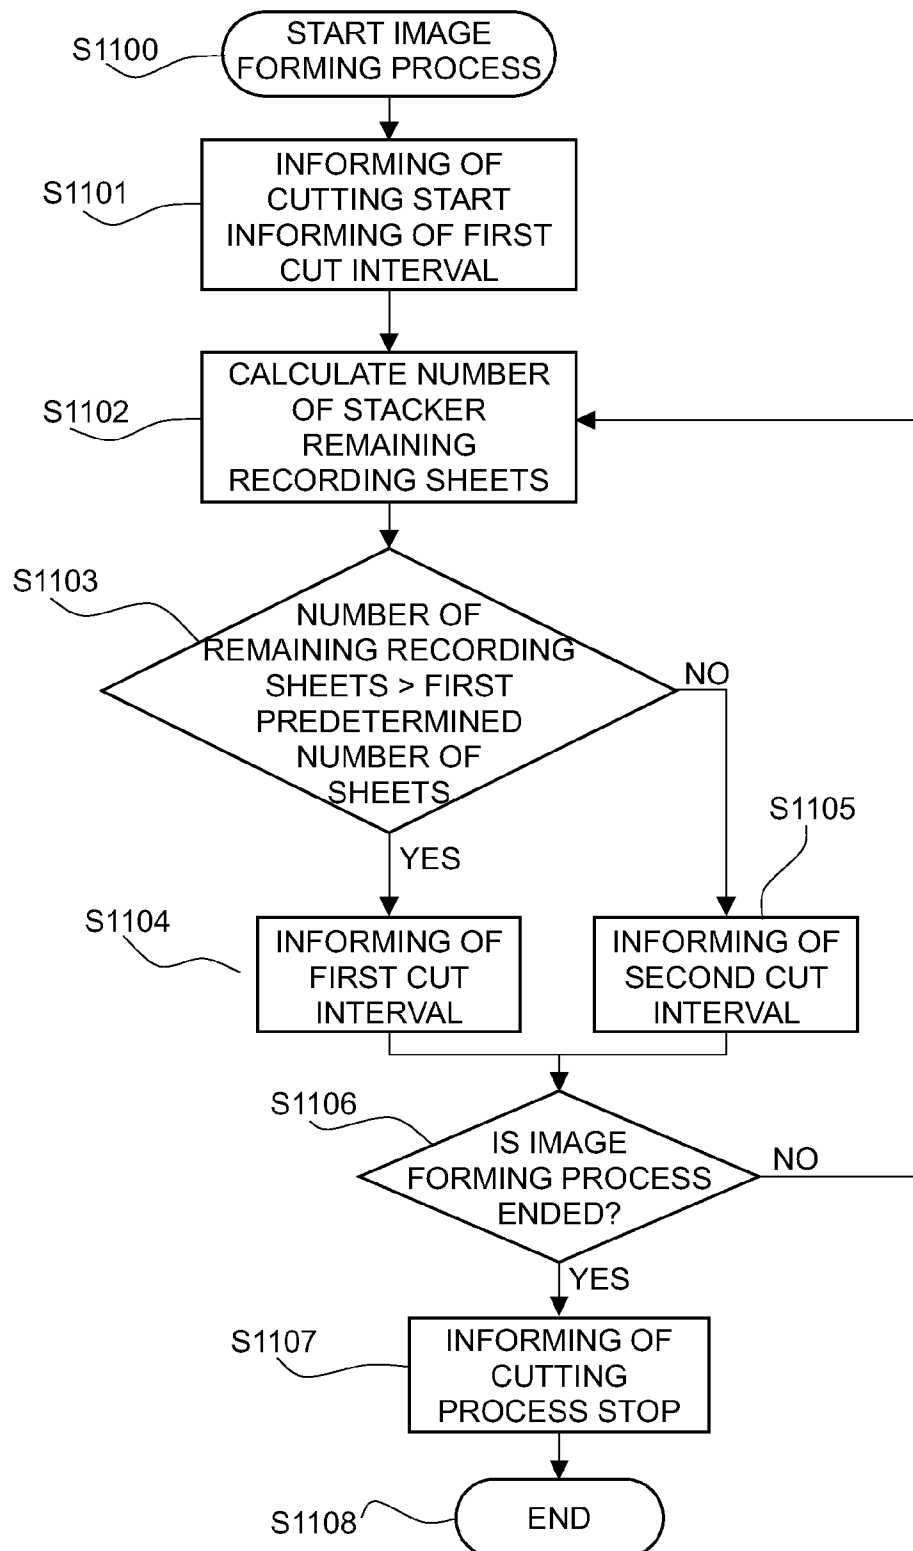 S1100
START IMAGE
FORMING PROCESS
S1101
INFORMING OF
CUTTING START
INFORMING OF FIRST
CUT INTERVAL
S1102
CALCULATE NUMBER
OF STACKER
REMAINING
RECORDING SHEETS
S1103
NUMBER OF
REMAINING RECORDING
SHEETS > FIRST
PREDETERMINED
NUMBER OF
SHEETS
NO
YES
S1104
INFORMING OF
FIRST CUT
INTERVAL
S1105
INFORMING OF
SECOND CUT
INTERVAL
S1106
IS IMAGE
FORMING PROCESS
ENDED?
NO
YES
S1107
INFORMING OF
CUTTING
PROCESS STOP
S1108
END